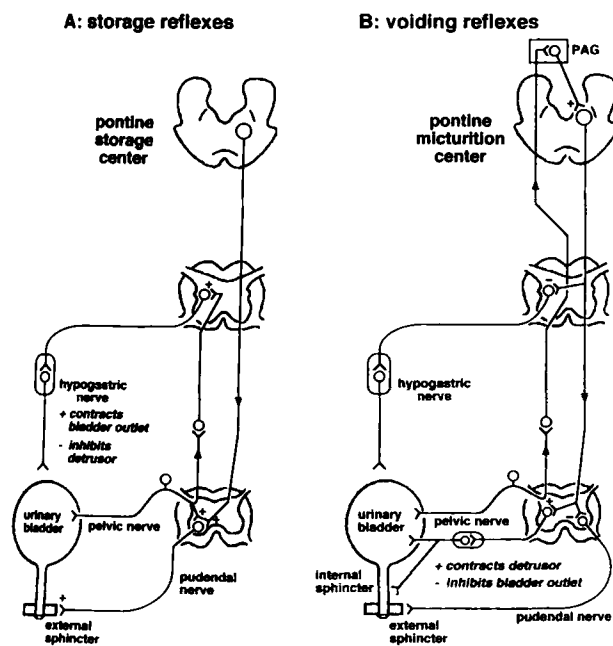 A: storage reflexes
pontine
storage
center
+
hypogastric
nerve
+ contracts
bladder outlet
- inhibits
detrusor
urinary
bladder
pelvic nerve
+
pudendal
nerve
+
external
sphincter
B: voiding reflexes
PAG
+
pontine
micturition
center
-
hypogastric
nerve
urinary
bladder
pelvic nerve
+
-
internal
sphincter
+ contracts detrusor
- inhibits bladder outlet
pudendal nerve
external
sphincter